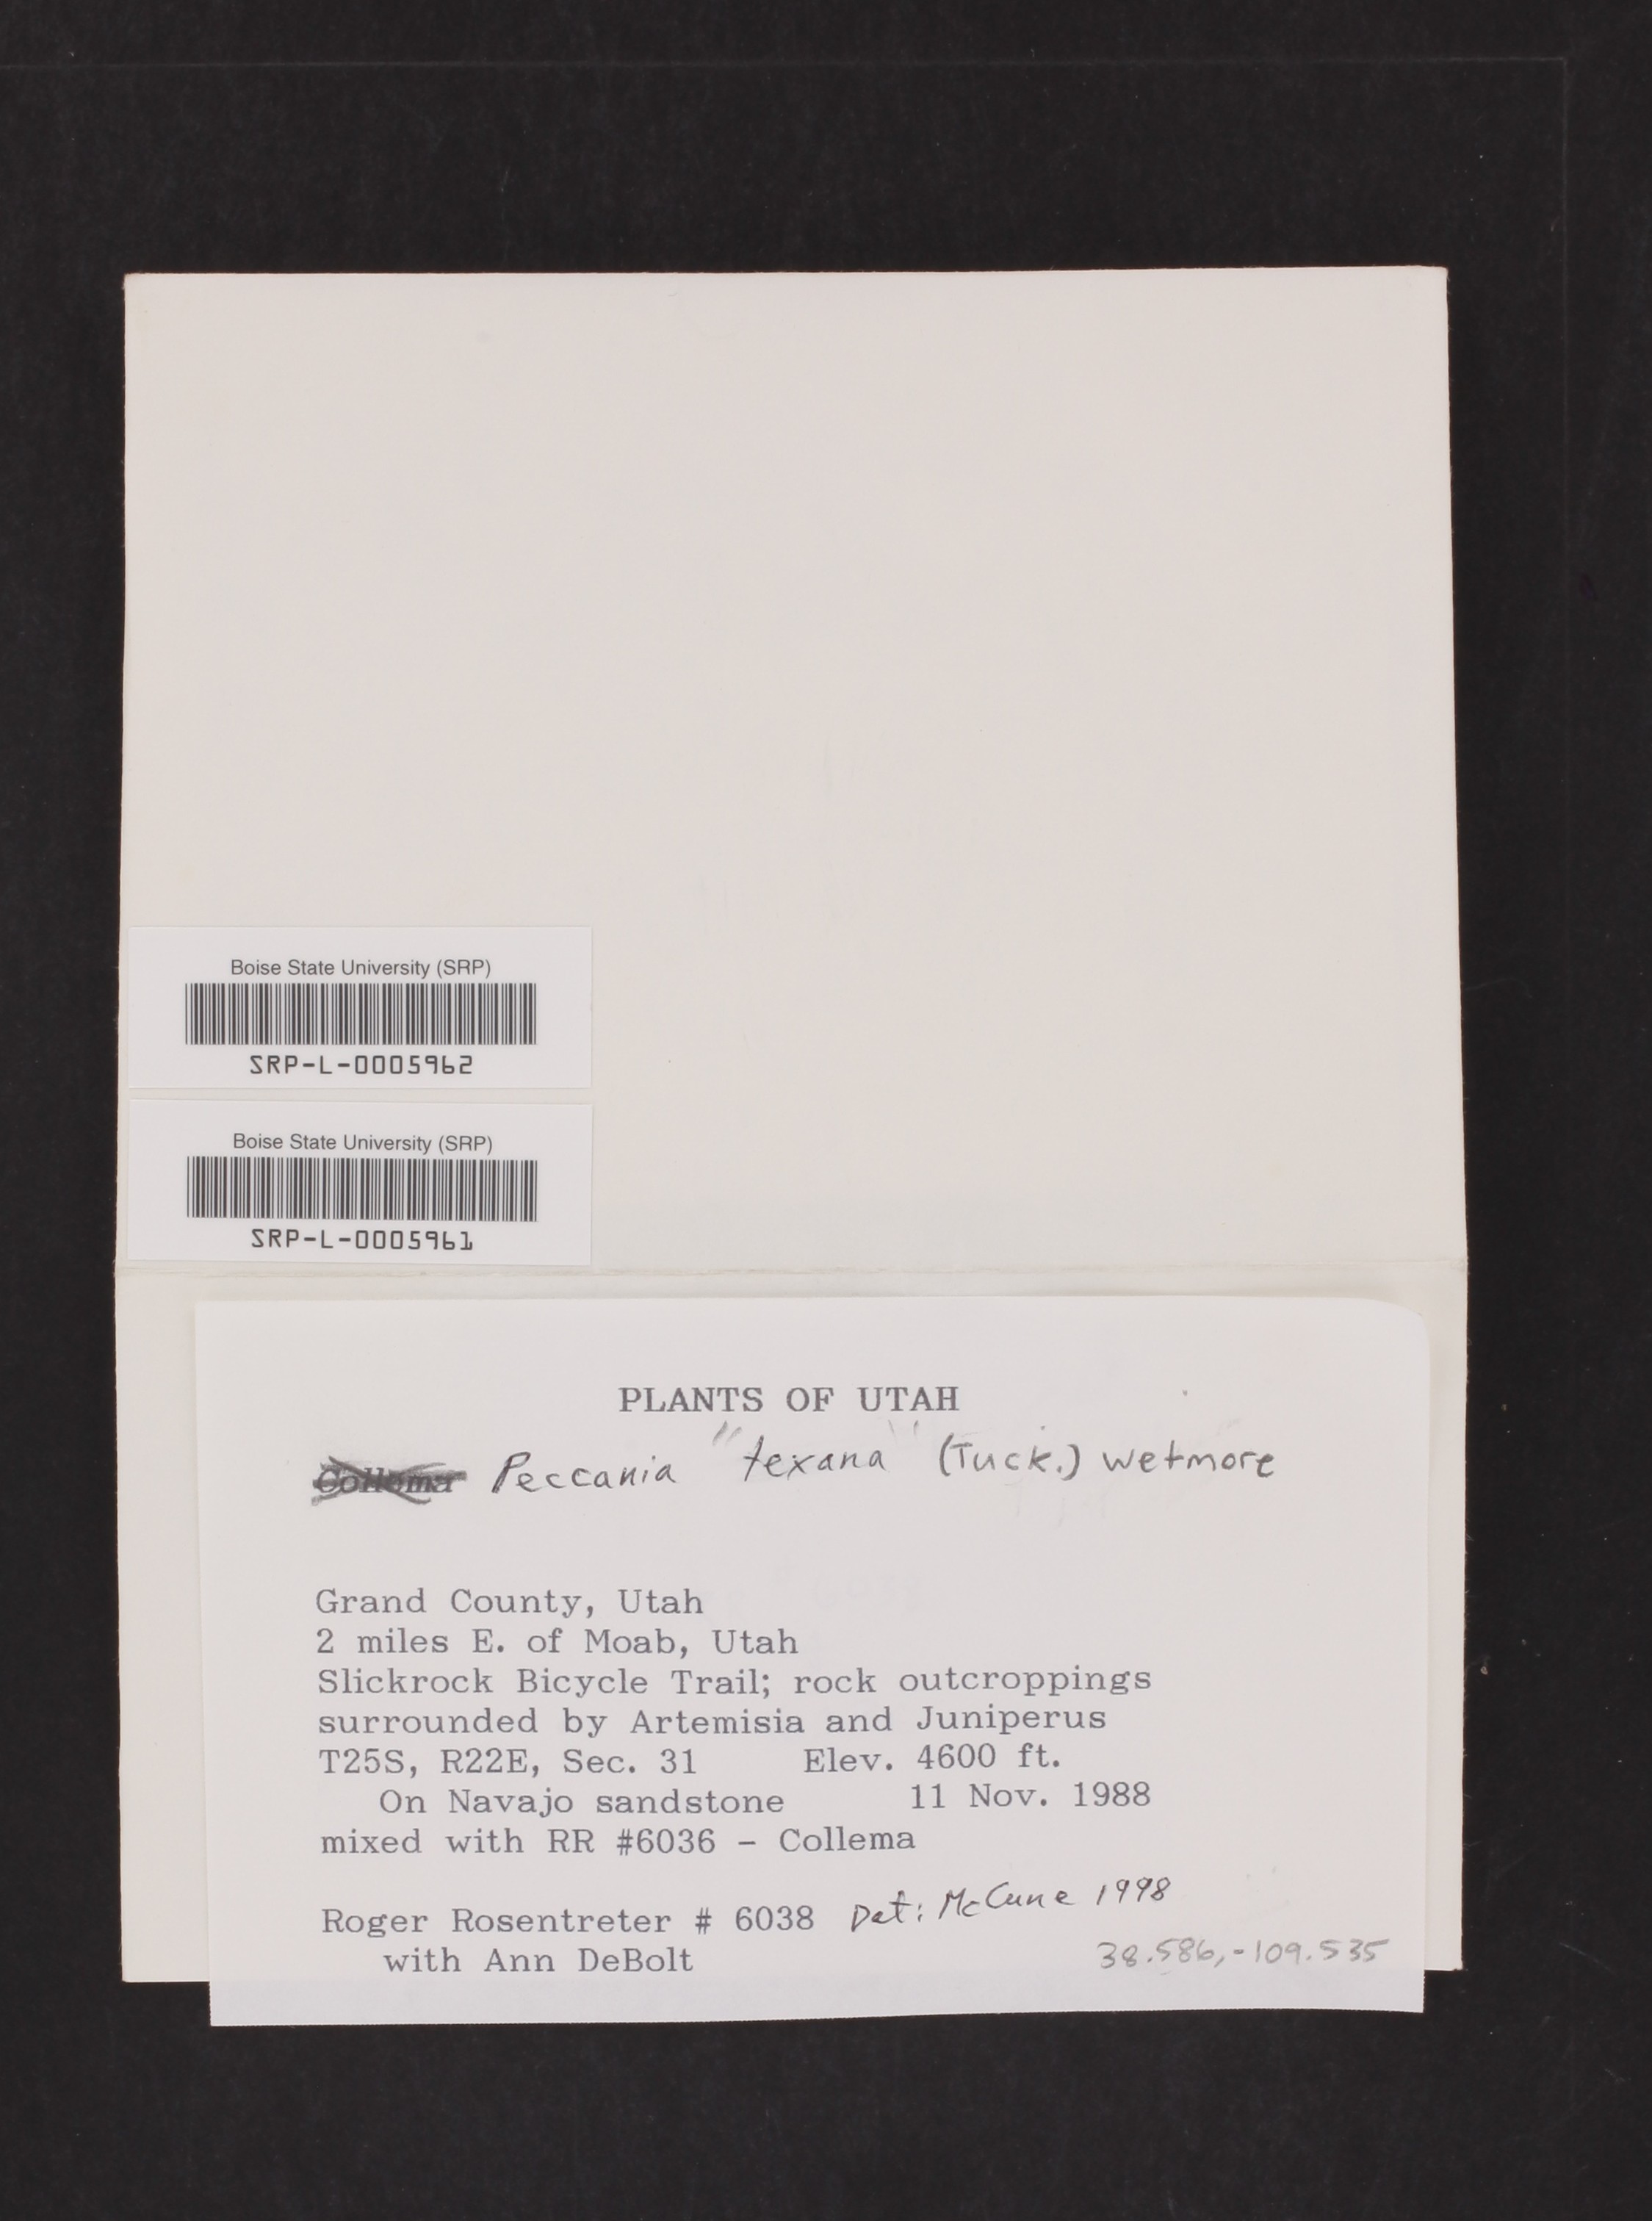 Boise State University (SRP)
SRP-L-0005962
Boise State University (SRP)
SRP-L-0005961
PLANTS OF UTAH
Collema Peccania "texana" (Tuck.) Wetmore
Grand County, Utah
2 miles E. of Moab, Utah
Slickrock Bicycle Trail; rock outcroppings
surrounded by Artemisia and Juniperus
T25S, R22E, Sec. 31 Elev. 4600 ft.
On Navajo sandstone 11 Nov. 1988
mixed with RR #6036 - Collema
Roger Rosentreter # 6038 Det: McCune 1998
with Ann DeBolt
38.586,-109.535